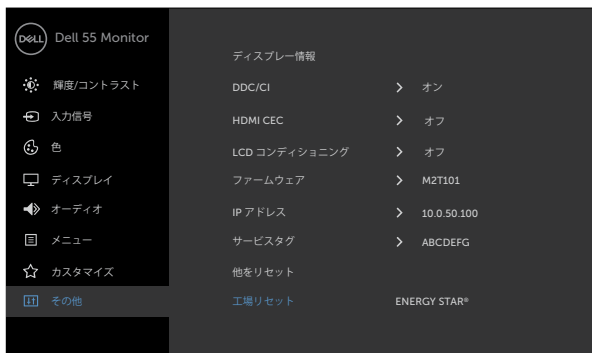 DELL Dell 55 Monitor
輝度/コントラスト
入力信号
色
ディスプレイ
オーディオ
メニュー
カスタマイズ
その他
ディスプレー情報
DDC/CI オン
HDMI CEC オフ
LCD コンディショニング オフ
ファームウェア M2T101
IP アドレス 10.0.50.100
サービスタグ ABCDEFG
他をリセット
工場リセット ENERGY STAR®